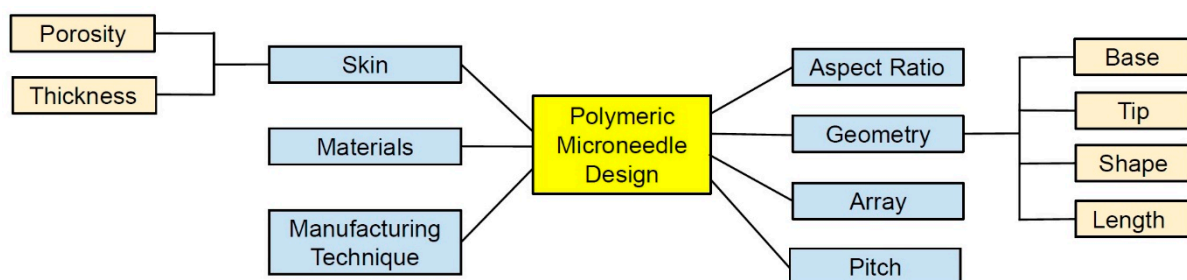 Porosity
Thickness
Skin
Materials
Manufacturing
Technique
Polymeric
Microneedle
Design
Aspect Ratio
Geometry
Array
Pitch
Base
Tip
Shape
Length